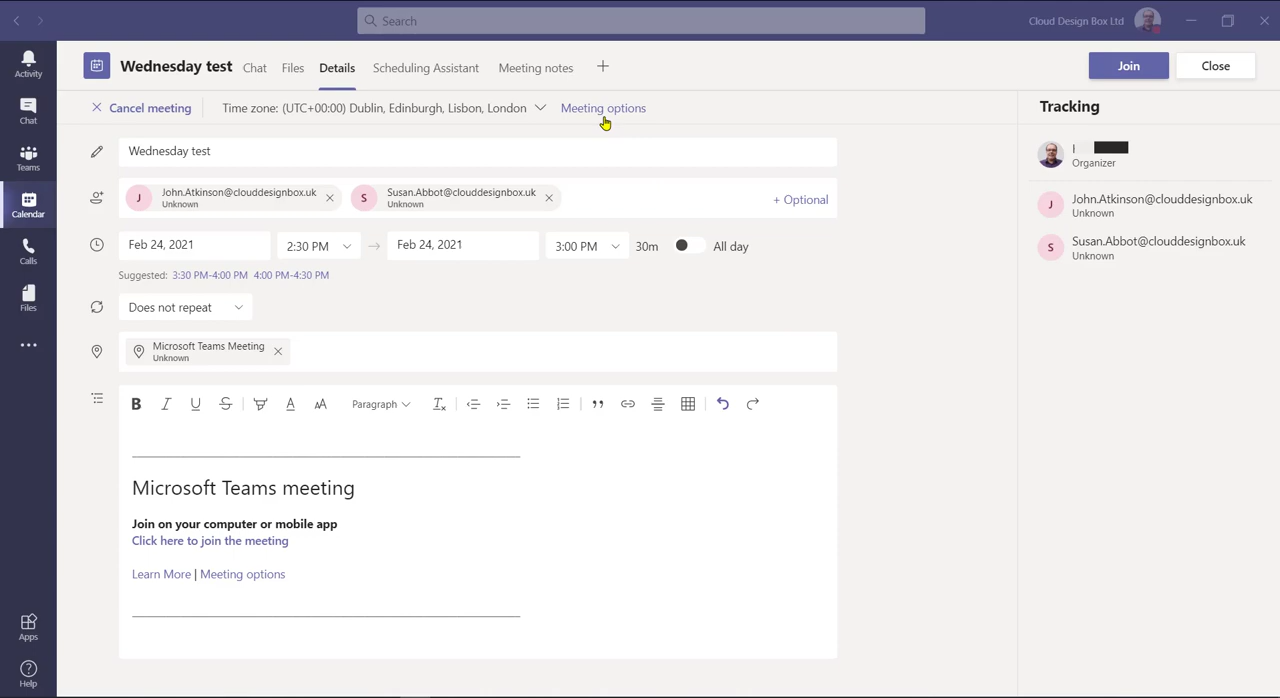 Search
Cloud Design Box Ltd
Activity
Chat
Teams
Calendar
Calls
Files
Apps
Help
Wednesday test
Chat
Files
Details
Scheduling Assistant
Meeting notes
Join
Close
Cancel meeting
Time zone: (UTC+00:00) Dublin, Edinburgh, Lisbon, London
Meeting options
Wednesday test
John.Atkinson@clouddesignbox.uk
Unknown
Susan.Abbot@clouddesignbox.uk
Unknown
+ Optional
Feb 24, 2021
2:30 PM
Feb 24, 2021
3:00 PM
30m
All day
Suggested: 3:30 PM-4:00 PM 4:00 PM-4:30 PM
Does not repeat
Microsoft Teams Meeting
Unknown
Paragraph
Microsoft Teams meeting
Join on your computer or mobile app
Click here to join the meeting
Learn More | Meeting options
Tracking
Organizer
J
John.Atkinson@clouddesignbox.uk
Unknown
S
Susan.Abbot@clouddesignbox.uk
Unknown